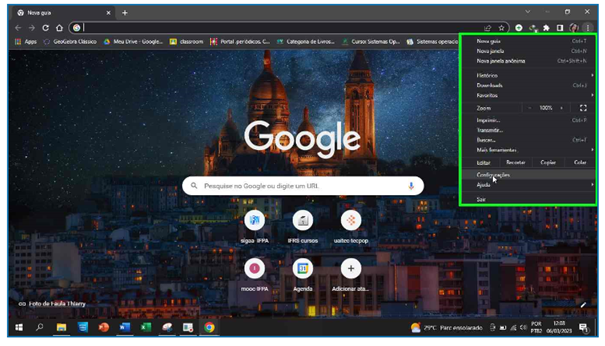 Nova guia
Apps GeoGebra Clássico Meu Drive - Google... classroom Portal .periódicos. C... Categoria de Livros... Cursor Sistemas Op... Sistemas operacio
Nova guia Ctrl+T
Nova janela Ctrl+N
Nova janela anônima Ctrl+Shift+N
Histórico
Downloads Ctrl+J
Favoritos
Zoom - 100% +
Imprimir... Ctrl+P
Transmitir...
Buscar... Ctrl+F
Mais ferramentas
Editar Recortar Copiar Colar
Configurações
Ajuda
Sair
Google
Pesquise no Google ou digite um URL
sigaa IFPA IFRS cursos
mooc IFPA Agenda Adicionar ata...
Foto de Paula Thierry
29°C Parc ensolarado POR 12:03
PTB2 06/03/2023